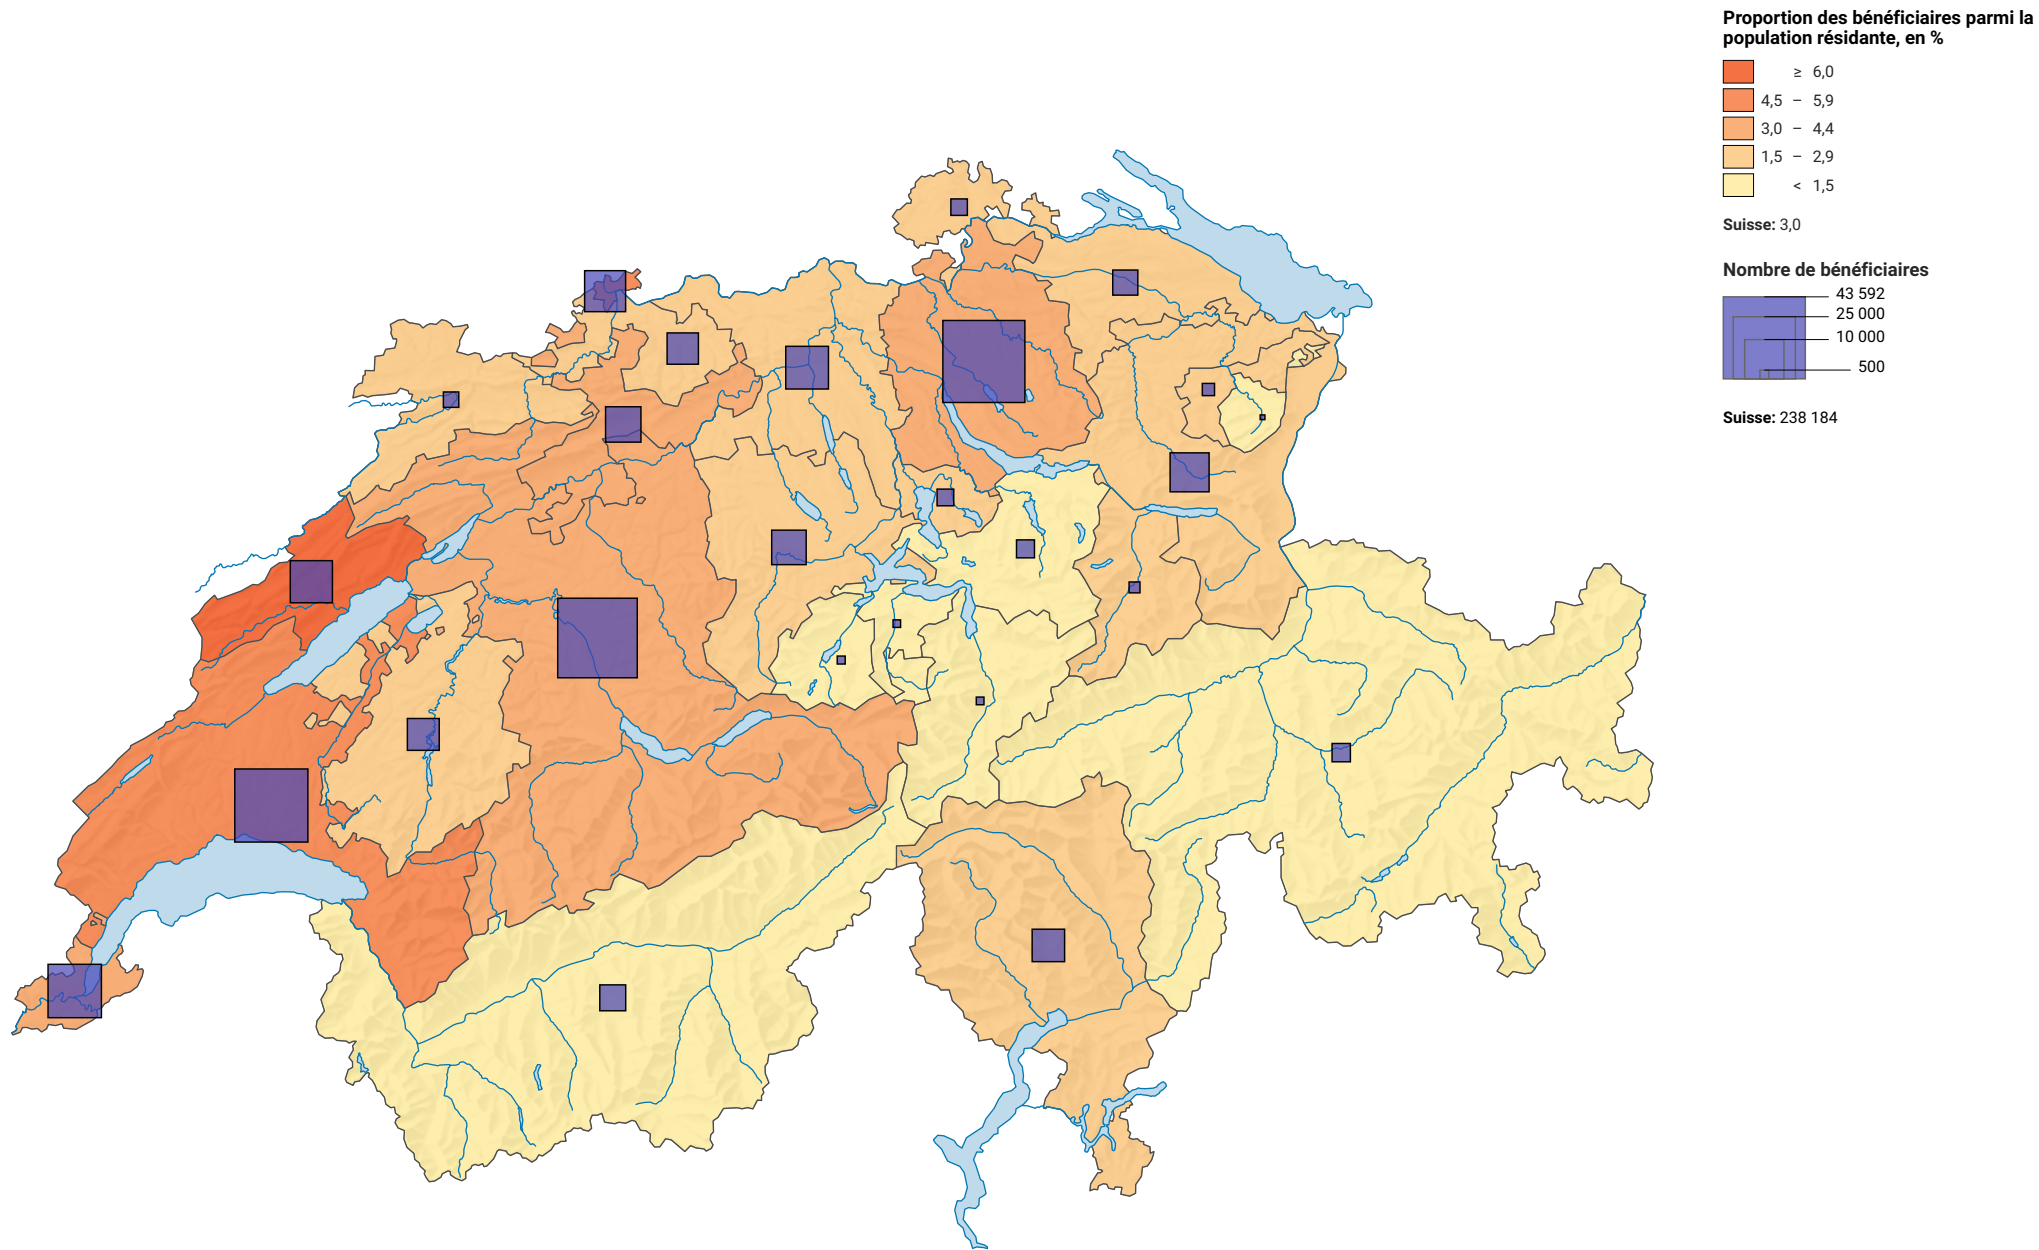 Proportion des bénéficiaires parmi la
population résidante, en %
≥ 6,0
4,5 – 5,9
3,0 – 4,4
1,5 – 2,9
< 1,5
Suisse: 3,0
Nombre de bénéficiaires
43 592
25 000
10 000
500
Suisse: 238 184